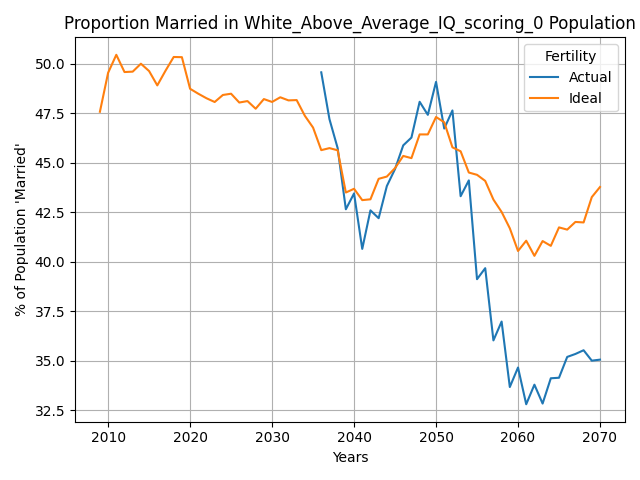 Proportion Married in White_Above_Average_IQ_scoring_0 Population
Fertility
Actual
Ideal
% of Population 'Married'
50.0
47.5
45.0
42.5
40.0
37.5
35.0
32.5
2010 2020 2030 2040 2050 2060 2070
Years